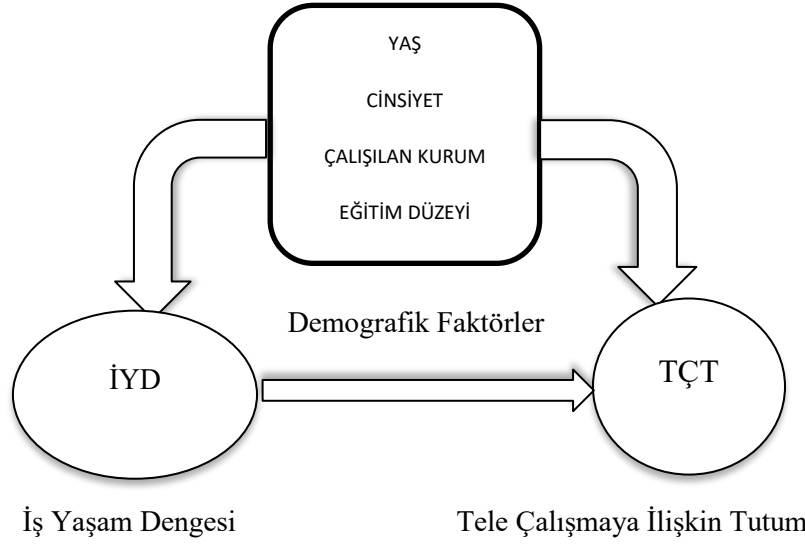 YAŞ
CİNSİYET
ÇALIŞILAN KURUM
EĞİTİM DÜZEYİ
Demografik Faktörler
İYD
TÇT
İş Yaşam Dengesi
Tele Çalışmaya İlişkin Tutum